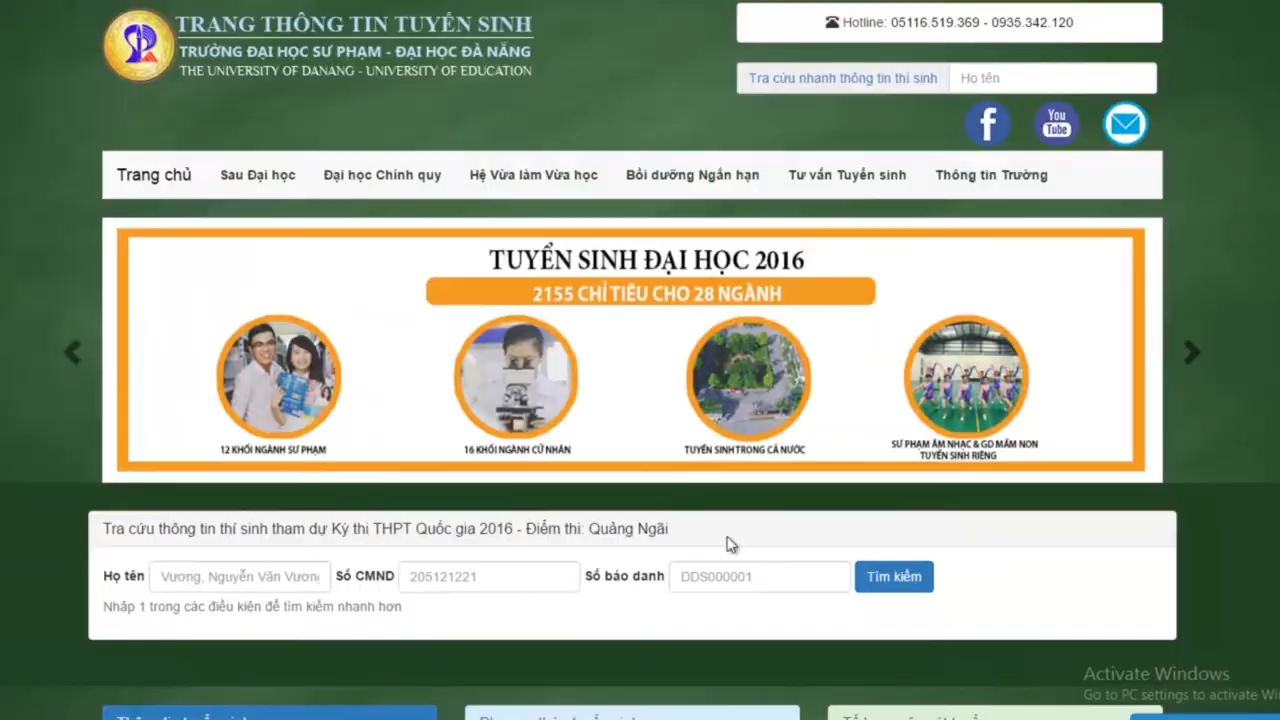 TRANG THÔNG TIN TUYỂN SINH
TRƯỜNG ĐẠI HỌC SƯ PHẠM - ĐẠI HỌC ĐÀ NẴNG
THE UNIVERSITY OF DANANG - UNIVERSITY OF EDUCATION
Hotline: 05116.519.369 - 0935.342.120
Tra cứu nhanh thông tin thí sinh Họ tên
You
Tube
Trang chủ Sau Đại học Đại học Chính quy Hệ Vừa làm Vừa học Bồi dưỡng Ngắn hạn Tư vấn Tuyển sinh Thông tin Trường
TUYỂN SINH ĐẠI HỌC 2016
2155 CHỈ TIÊU CHO 28 NGÀNH
12 KHỐI NGÀNH SƯ PHẠM 16 KHỐI NGÀNH CỬ NHÂN TUYỂN SINH TRONG CẢ NƯỚC SƯ PHẠM ÂM NHẠC & GD MẦM NON
TUYỂN SINH RIÊNG
Tra cứu thông tin thí sinh tham dự Kỳ thi THPT Quốc gia 2016 - Điểm thi: Quảng Ngãi
Họ tên Vương, Nguyễn Văn Vương Số CMND 205121221 Số báo danh DDS000001 Tìm kiếm
Nhập 1 trong các điều kiện để tìm kiếm nhanh hơn
Activate Windows
Go to PC settings to activate Win